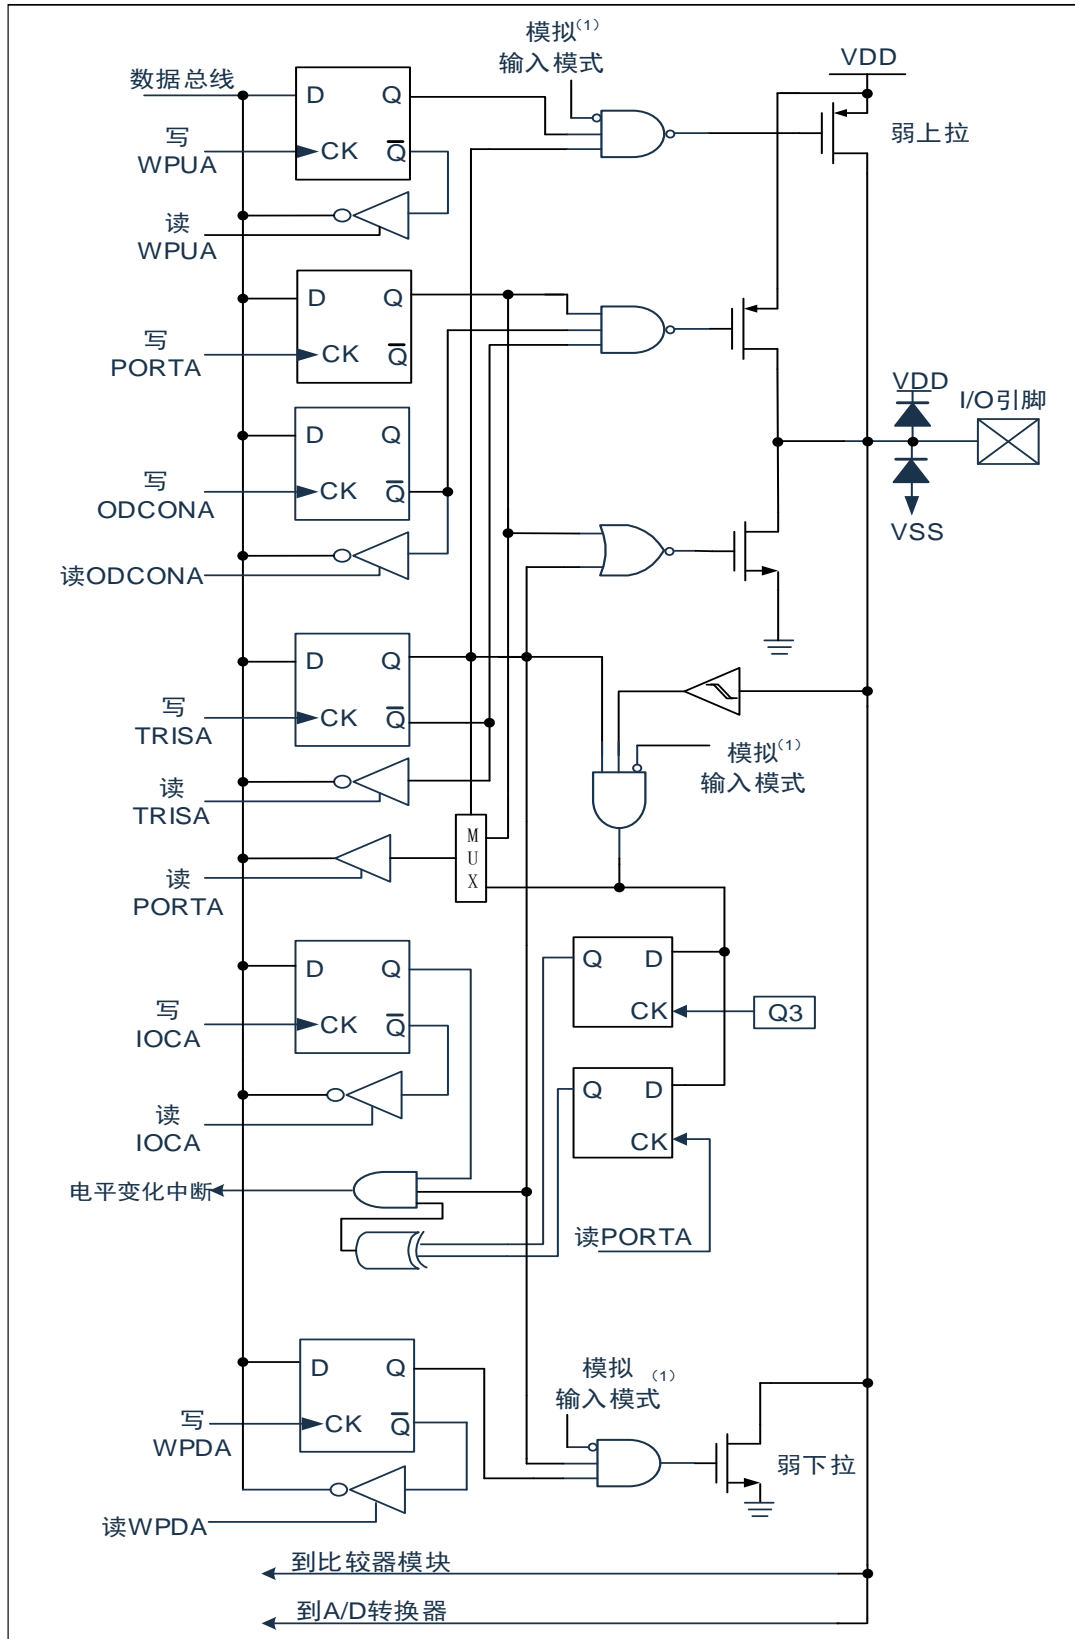 模拟(1)
输入模式
VDD
数据总线
D
Q
弱上拉
写
WPUA
CK
Q̅
读
WPUA
D
Q
写
PORTA
CK
Q̅
VDD
I/O引脚
D
Q
写
ODCONA
CK
Q̅
VSS
读ODCONA
D
Q
写
TRISA
CK
Q̅
模拟(1)
输入模式
读
TRISA
M
U
X
读
PORTA
D
Q
Q
D
写
IOCA
CK
Q̅
CK
Q3
Q
D
读
IOCA
CK
电平变化中断
读PORTA
D
Q
模拟(1)
输入模式
写
WPDA
CK
Q̅
弱下拉
读WPDA
到比较器模块
到A/D转换器